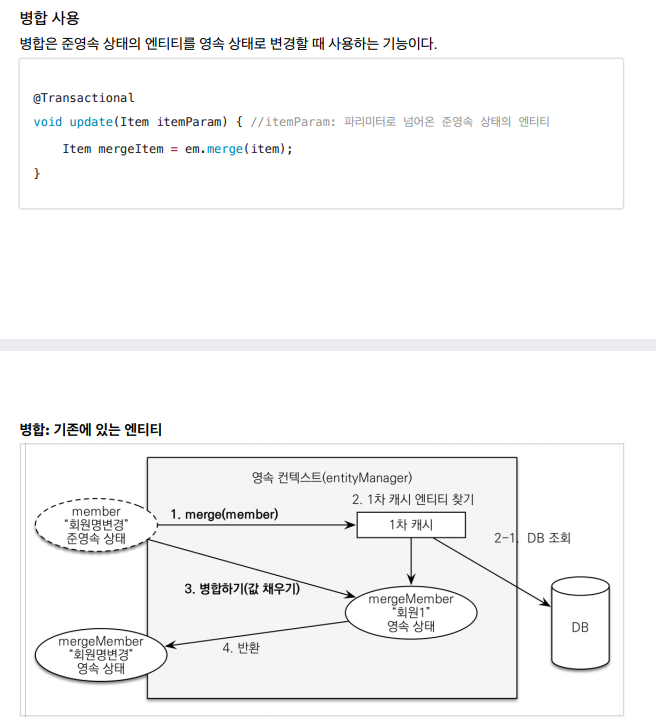 병합 사용
병합은 준영속 상태의 엔티티를 영속 상태로 변경할 때 사용하는 기능이다.
@Transactional
void update(Item itemParam) { //itemParam: 파리미터로 넘어온 준영속 상태의 엔티티
Item mergeItem = em.merge(item);
}
병합: 기존에 있는 엔티티
영속 컨텍스트(entityManager)
2. 1차 캐시 엔티티 찾기
member
"회원명변경"
준영속 상태
1. merge(member)
1차 캐시
2-1. DB 조회
3. 병합하기(값 채우기)
mergeMember
"회원1"
영속 상태
DB
mergeMember
"회원명변경"
영속 상태
4. 반환